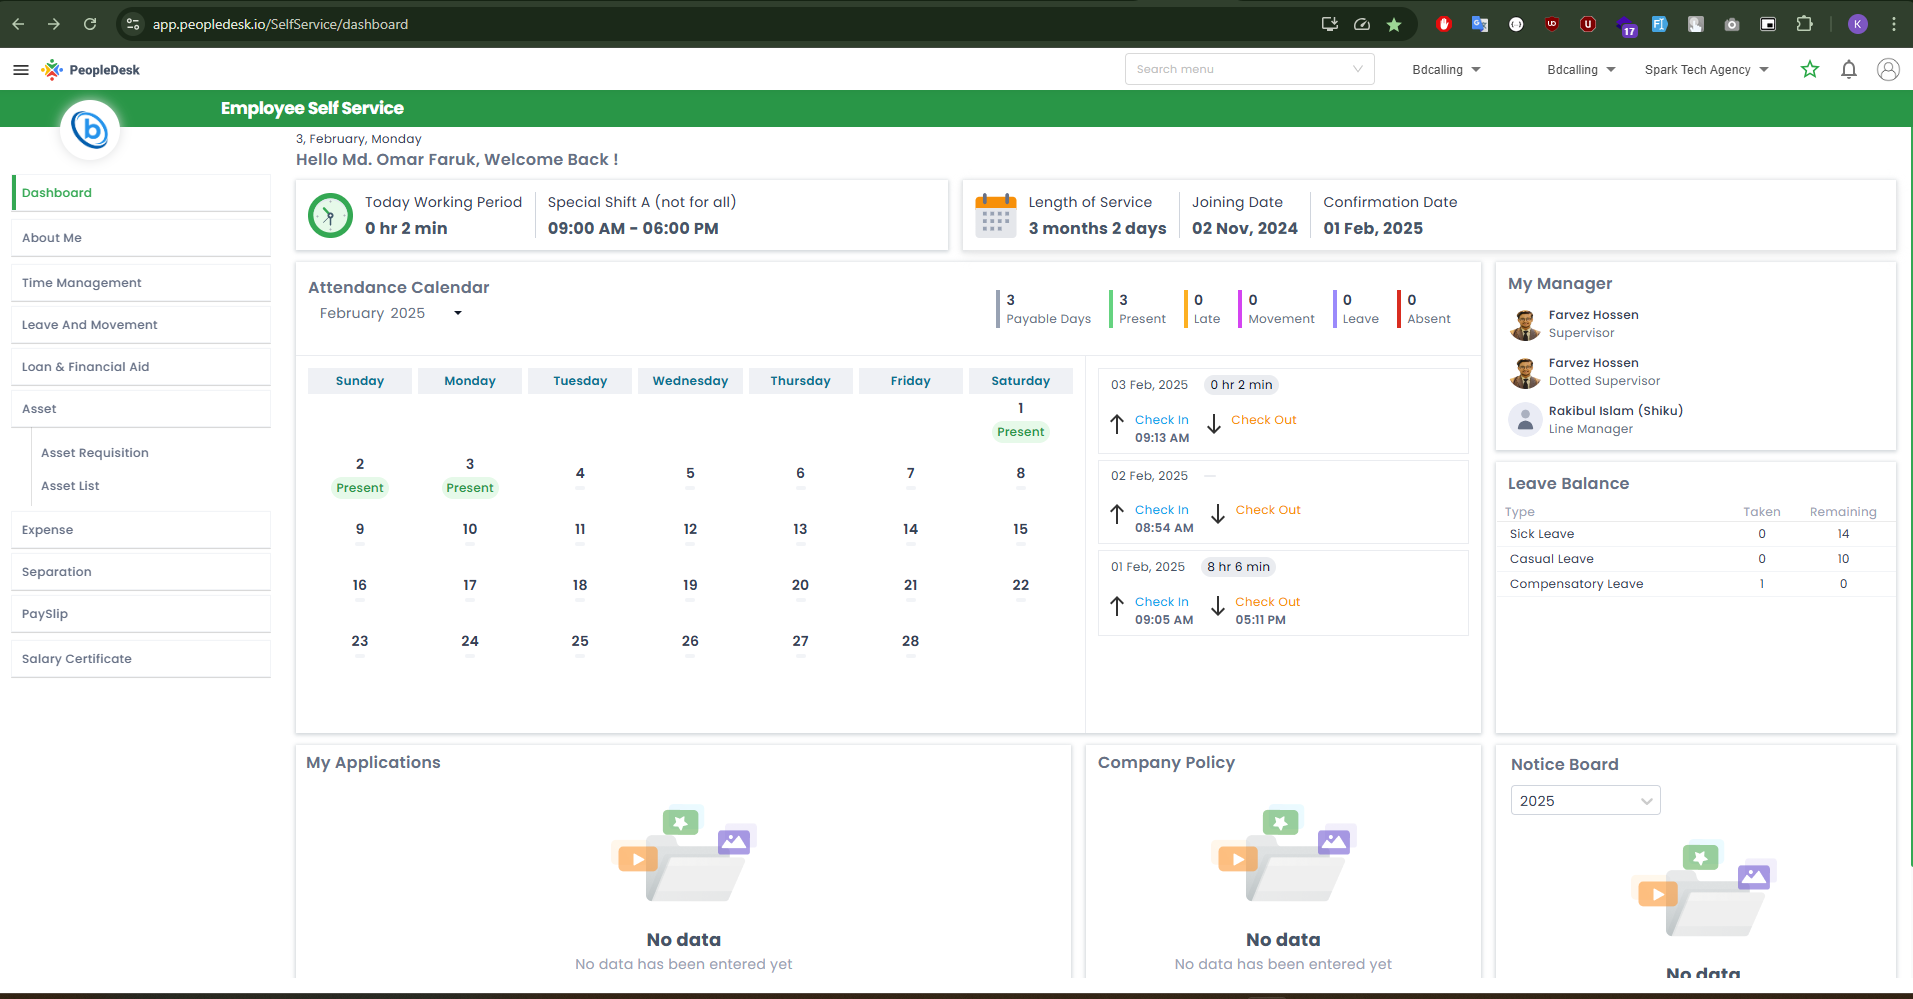 app.peopledesk.io/SelfService/dashboard
17
K
PeopleDesk
Search menu
Bdcalling
Bdcalling
Spark Tech Agency
Employee Self Service
3, February, Monday
Hello Md. Omar Faruk, Welcome Back !
Dashboard
About Me
Time Management
Leave And Movement
Loan & Financial Aid
Asset
Asset Requisition
Asset List
Expense
Separation
PaySlip
Salary Certificate
Today Working Period
0 hr 2 min
Special Shift A (not for all)
09:00 AM - 06:00 PM
Length of Service
3 months 2 days
Joining Date
02 Nov, 2024
Confirmation Date
01 Feb, 2025
Attendance Calendar
February 2025
3
Payable Days
3
Present
0
Late
0
Movement
0
Leave
0
Absent
Sunday Monday Tuesday Wednesday Thursday Friday Saturday
1
Present
2 3 4 5 6 7 8
Present Present
9 10 11 12 13 14 15
16 17 18 19 20 21 22
23 24 25 26 27 28
03 Feb, 2025 0 hr 2 min
Check In Check Out
09:13 AM
02 Feb, 2025
Check In Check Out
08:54 AM
01 Feb, 2025 8 hr 6 min
Check In Check Out
09:05 AM 05:11 PM
My Manager
Farvez Hossen
Supervisor
Farvez Hossen
Dotted Supervisor
Rakibul Islam (Shiku)
Line Manager
Leave Balance
Type Taken Remaining
Sick Leave 0 14
Casual Leave 0 10
Compensatory Leave 1 0
My Applications
No data
No data has been entered yet
Company Policy
No data
No data has been entered yet
Notice Board
2025
No data